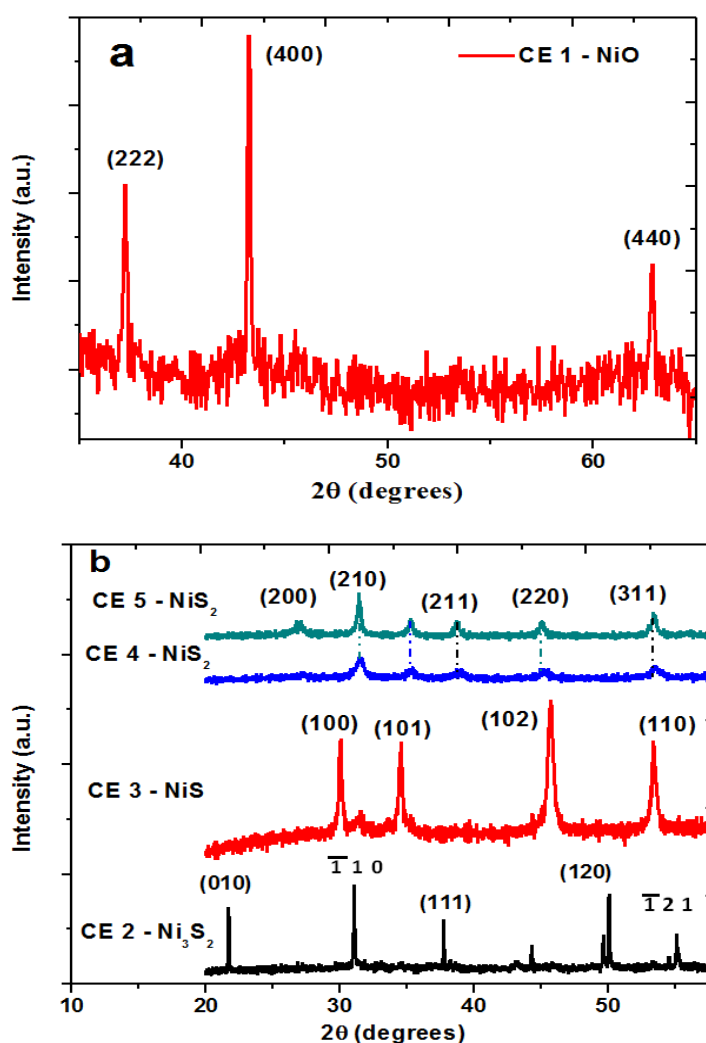 a
CE 1 - NiO
(400)
(222)
(440)
Intensity (a.u.)
40 50 60
2θ (degrees)
b
CE 5 - NiS₂
(200) (210) (211) (220) (311)
CE 4 - NiS₂
(100) (101) (102) (110)
CE 3 - NiS
Intensity (a.u.)
(010) 1̅ 1 0 (111) (120) 1̅ 2 1
CE 2 - Ni₃S₂
10 20 30 40 50
2θ (degrees)